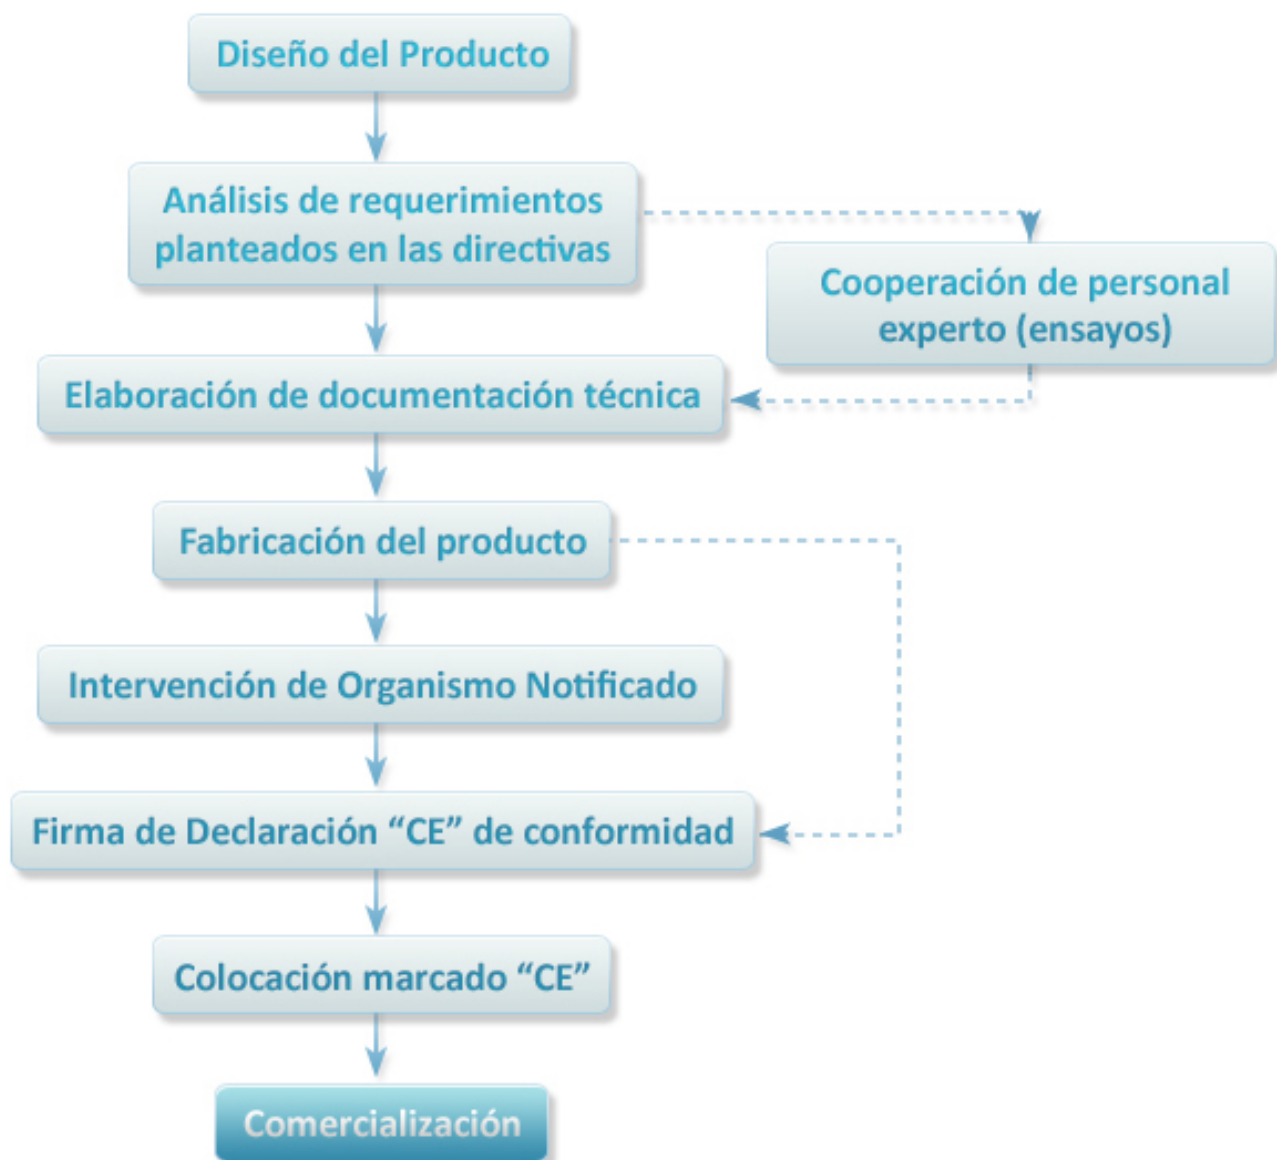 Diseño del Producto
Análisis de requerimientos
planteados en las directivas
Cooperación de personal
experto (ensayos)
Elaboración de documentación técnica
Fabricación del producto
Intervención de Organismo Notificado
Firma de Declaración “CE” de conformidad
Colocación marcado “CE”
Comercialización